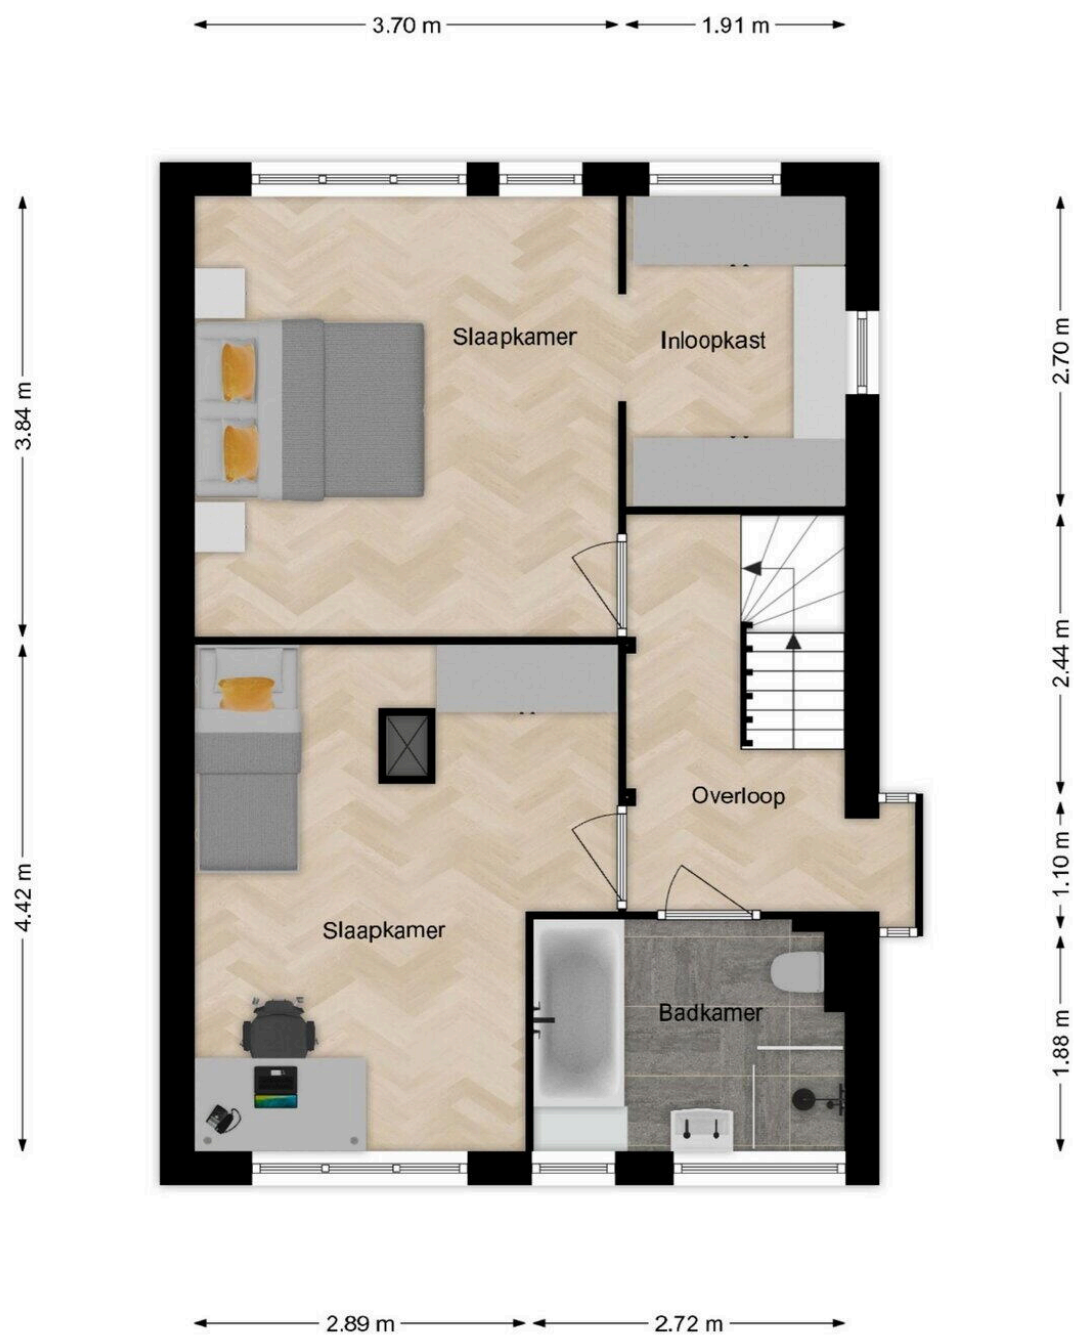 3.70 m
1.91 m
3.84 m
Slaapkamer
Inloopkast
2.70 m
2.44 m
Overloop
4.42 m
1.10 m
Slaapkamer
Badkamer
1.88 m
2.89 m
2.72 m